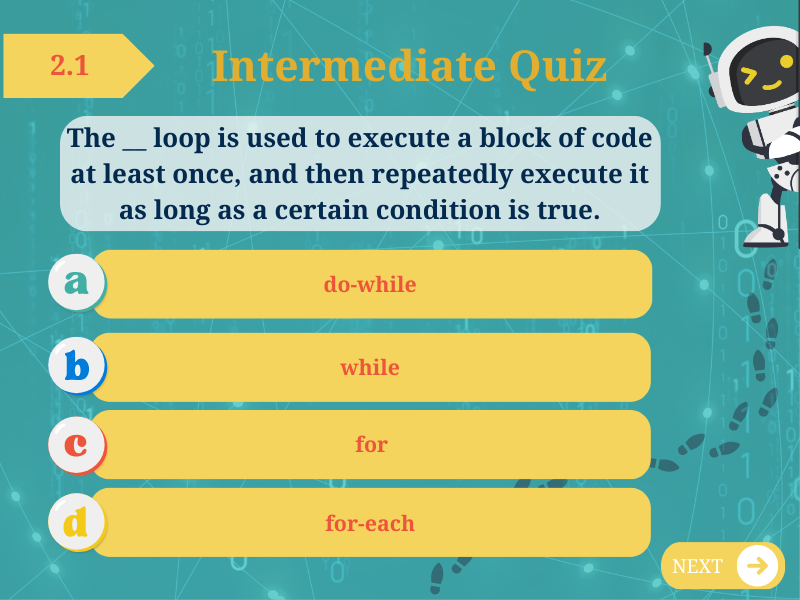 2.1
Intermediate Quiz
The __ loop is used to execute a block of code
at least once, and then repeatedly execute it
as long as a certain condition is true.
a
do-while
b
while
c
for
d
for-each
NEXT